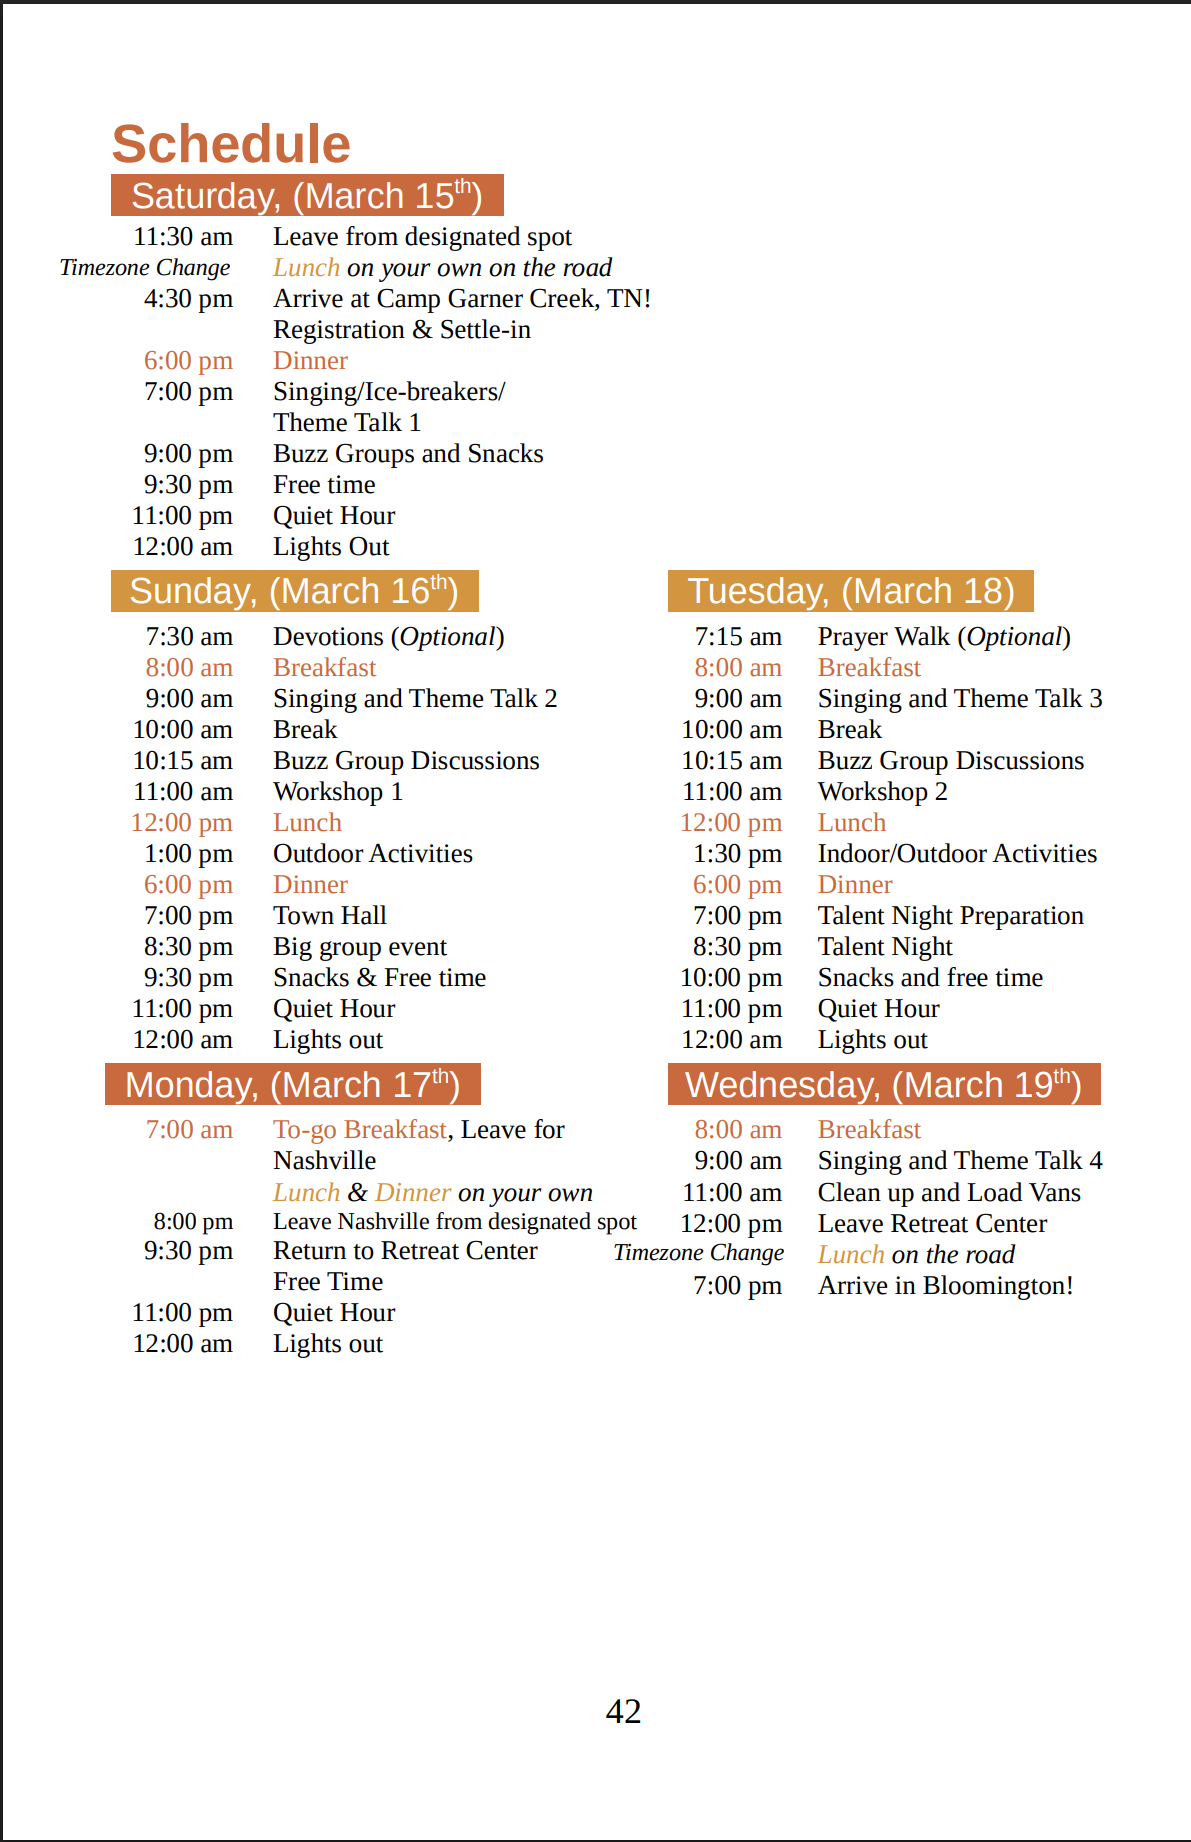 Schedule
Saturday, (March 15th)
11:30 am Leave from designated spot
Timezone Change Lunch on your own on the road
4:30 pm Arrive at Camp Garner Creek, TN!
Registration & Settle-in
6:00 pm Dinner
7:00 pm Singing/Ice-breakers/
Theme Talk 1
9:00 pm Buzz Groups and Snacks
9:30 pm Free time
11:00 pm Quiet Hour
12:00 am Lights Out
Sunday, (March 16th)
7:30 am Devotions (Optional)
8:00 am Breakfast
9:00 am Singing and Theme Talk 2
10:00 am Break
10:15 am Buzz Group Discussions
11:00 am Workshop 1
12:00 pm Lunch
1:00 pm Outdoor Activities
6:00 pm Dinner
7:00 pm Town Hall
8:30 pm Big group event
9:30 pm Snacks & Free time
11:00 pm Quiet Hour
12:00 am Lights out
Monday, (March 17th)
7:00 am To-go Breakfast, Leave for
Nashville
Lunch & Dinner on your own
8:00 pm Leave Nashville from designated spot
9:30 pm Return to Retreat Center
Free Time
11:00 pm Quiet Hour
12:00 am Lights out
Tuesday, (March 18)
7:15 am Prayer Walk (Optional)
8:00 am Breakfast
9:00 am Singing and Theme Talk 3
10:00 am Break
10:15 am Buzz Group Discussions
11:00 am Workshop 2
12:00 pm Lunch
1:30 pm Indoor/Outdoor Activities
6:00 pm Dinner
7:00 pm Talent Night Preparation
8:30 pm Talent Night
10:00 pm Snacks and free time
11:00 pm Quiet Hour
12:00 am Lights out
Wednesday, (March 19th)
8:00 am Breakfast
9:00 am Singing and Theme Talk 4
11:00 am Clean up and Load Vans
12:00 pm Leave Retreat Center
Timezone Change Lunch on the road
7:00 pm Arrive in Bloomington!
42